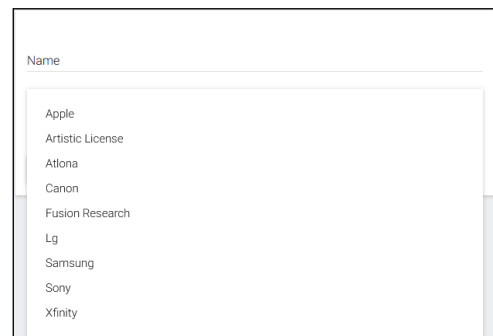 Name
Apple
Artistic License
Atlona
Canon
Fusion Research
Lg
Samsung
Sony
Xfinity